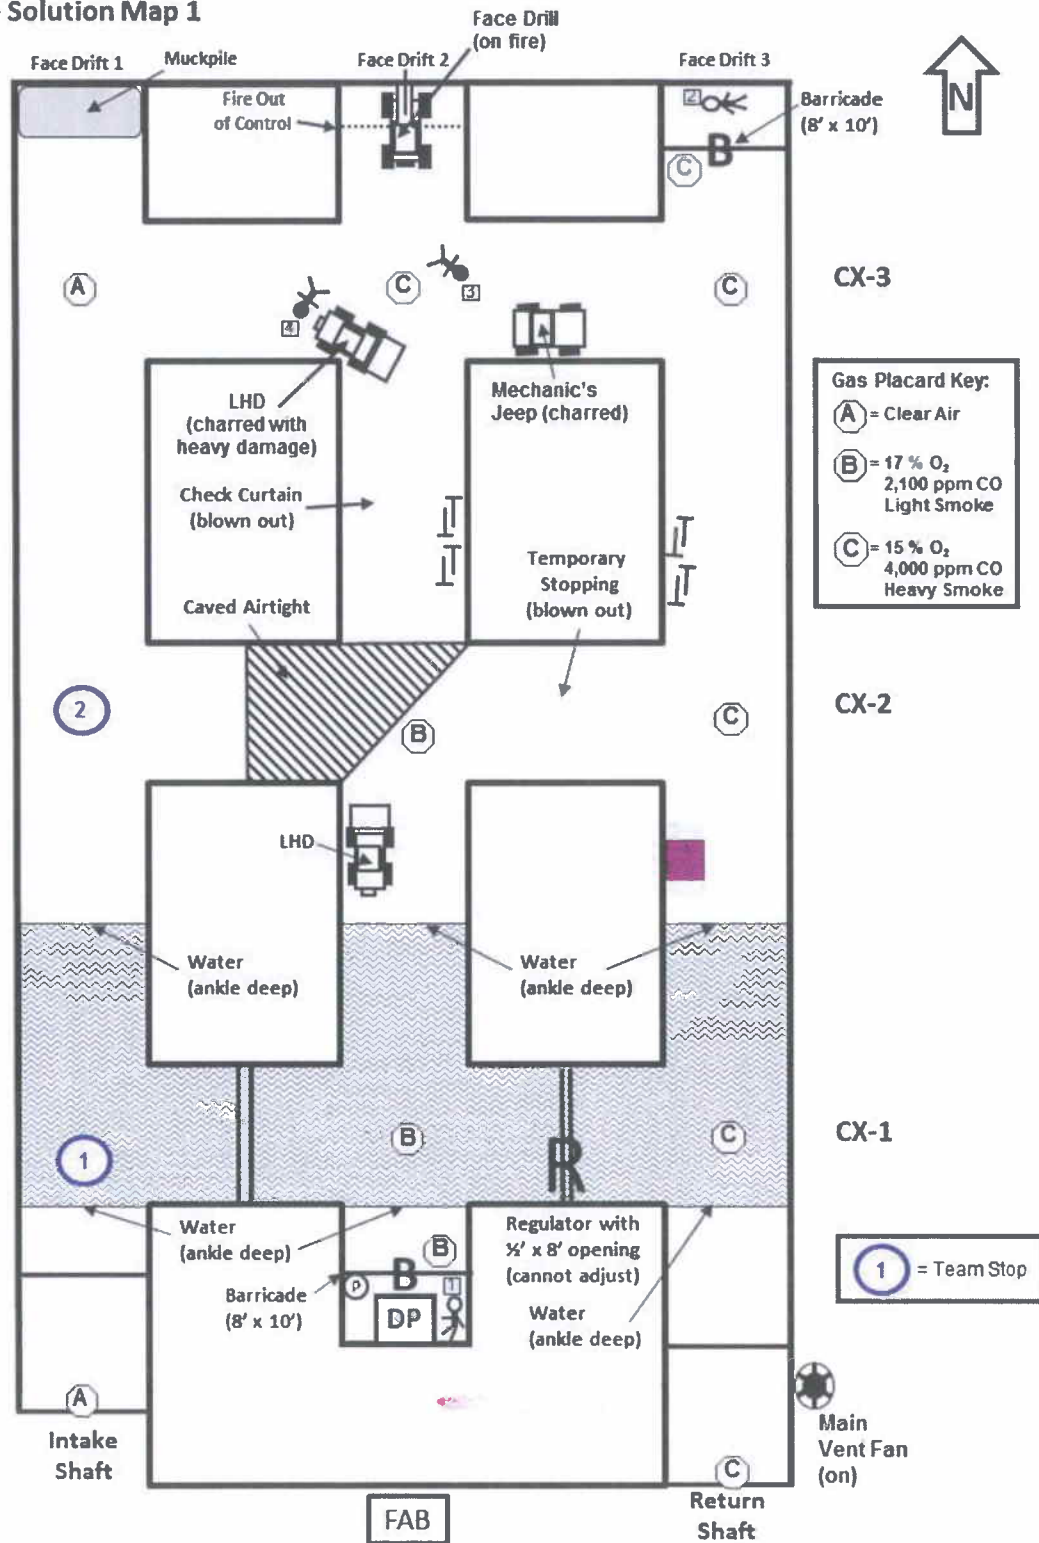 Solution Map 1
Face Drill
(on fire)
Face Drift 1
Muckpile
Face Drift 2
Face Drift 3
N
Fire Out
of Control
2
Barricade
(8' x 10')
B
C
A
C
3
C
CX-3
4
LHD
(charred with
heavy damage)
Mechanic's
Jeep (charred)
Gas Placard Key:
A = Clear Air
B = 17 % O₂
2,100 ppm CO
Light Smoke
C = 15 % O₂
4,000 ppm CO
Heavy Smoke
Check Curtain
(blown out)
Temporary
Stopping
(blown out)
Caved Airtight
2
B
C
CX-2
LHD
Water
(ankle deep)
Water
(ankle deep)
1
B
R
C
CX-1
Water
(ankle deep)
B
Regulator with
½' x 8' opening
(cannot adjust)
1 = Team Stop
Barricade
(8' x 10')
P
B
1
DP
Water
(ankle deep)
A
Intake
Shaft
Main
Vent Fan
(on)
C
Return
Shaft
FAB